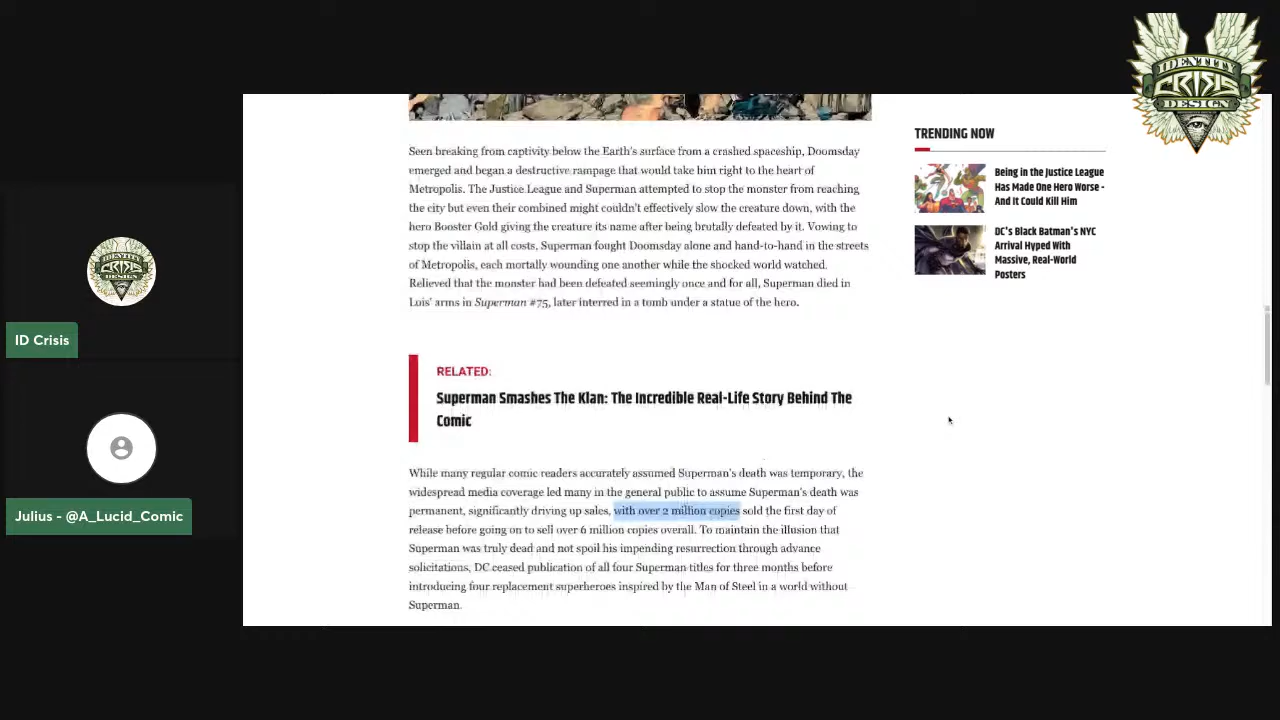 IDENTITY
CRISIS
DESIGN
TRENDING NOW
Being in the Justice League
Has Made One Hero Worse -
And It Could Kill Him
DC's Black Batman's NYC
Arrival Hyped With
Massive, Real-World
Posters
Seen breaking from captivity below the Earth's surface from a crashed spaceship, Doomsday
emerged and began a destructive rampage that would take him right to the heart of
Metropolis. The Justice League and Superman attempted to stop the monster from reaching
the city but even their combined might couldn't effectively slow the creature down, with the
hero Booster Gold giving the creature its name after being brutally defeated by it. Vowing to
stop the villain at all costs, Superman fought Doomsday alone and hand-to-hand in the streets
of Metropolis, each mortally wounding one another while the shocked world watched.
Relieved that the monster had been defeated seemingly once and for all, Superman died in
Lois' arms in Superman #75, later interred in a tomb under a statue of the hero.
RELATED:
Superman Smashes The Klan: The Incredible Real-Life Story Behind The
Comic
While many regular comic readers accurately assumed Superman's death was temporary, the
widespread media coverage led many in the general public to assume Superman's death was
permanent, significantly driving up sales, with over 2 million copies sold the first day of
release before going on to sell over 6 million copies overall. To maintain the illusion that
Superman was truly dead and not spoil his impending resurrection through advance
solicitations, DC ceased publication of all four Superman titles for three months before
introducing four replacement superheroes inspired by the Man of Steel in a world without
Superman.
CRISIS
DESIGN
ID Crisis
Julius - @A_Lucid_Comic